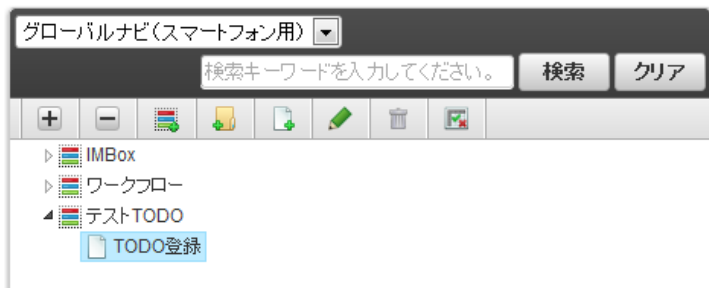 グローバルナビ(スマートフォン用)
検索キーワードを入力してください。 検索 クリア
IMBox
ワークフロー
テストTODO
TODO登録